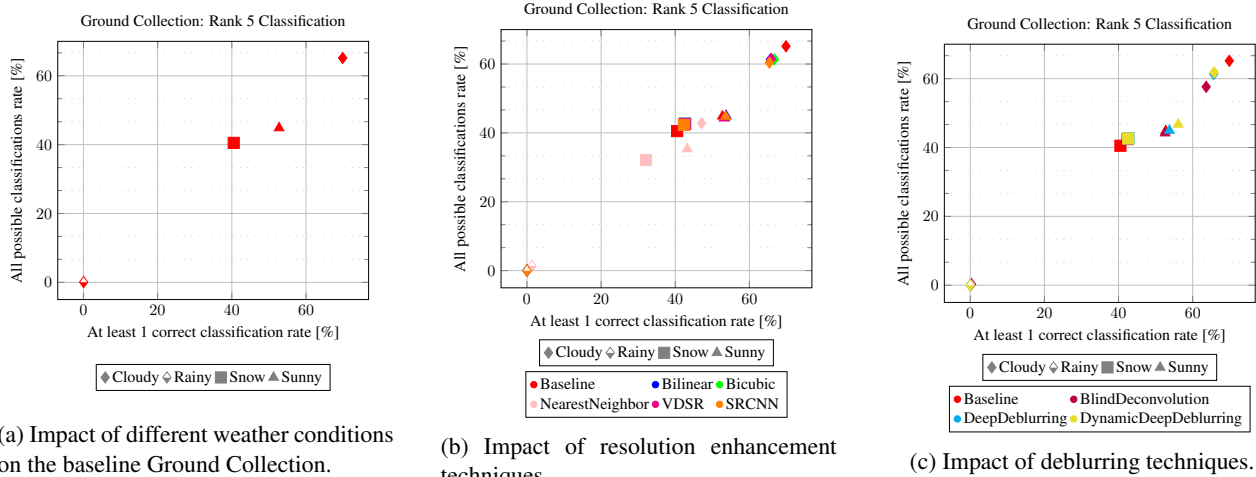 Ground Collection: Rank 5 Classification
All possible classifications rate [%]
60
40
20
0
0 20 40 60
At least 1 correct classification rate [%]
Cloudy Rainy Snow Sunny
(a) Impact of different weather conditions
on the baseline Ground Collection.
Ground Collection: Rank 5 Classification
All possible classifications rate [%]
60
40
20
0
0 20 40 60
At least 1 correct classification rate [%]
Cloudy Rainy Snow Sunny
Baseline Bilinear Bicubic
NearestNeighbor VDSR SRCNN
(b) Impact of resolution enhancement
techniques
Ground Collection: Rank 5 Classification
All possible classifications rate [%]
60
40
20
0
0 20 40 60
At least 1 correct classification rate [%]
Cloudy Rainy Snow Sunny
Baseline BlindDeconvolution
DeepDeblurring DynamicDeepDeblurring
(c) Impact of deblurring techniques.